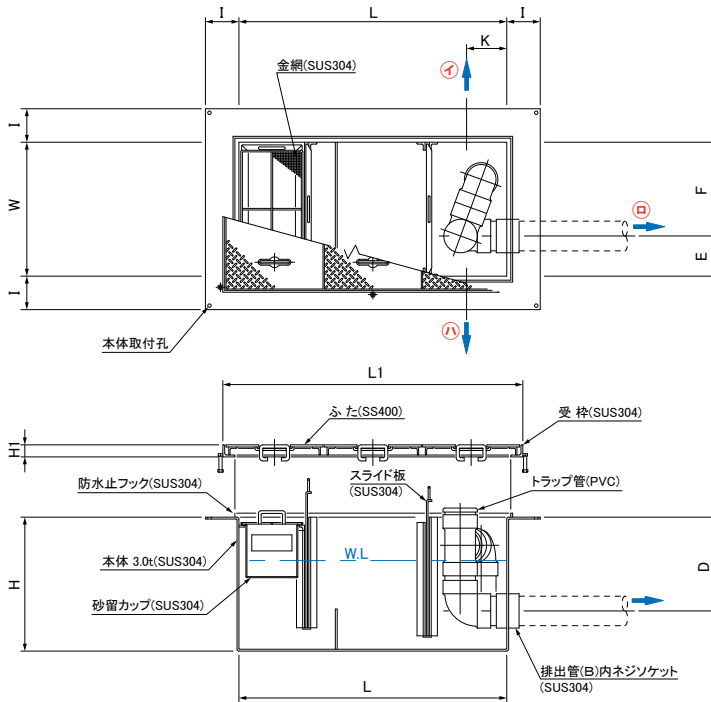 I
L
I
K
金網(SUS304)
㋑
I
W
I
F
E
㋺
㋩
本体取付孔
L1
ふ た(SS400)
受 枠(SUS304)
H1
防水止フック(SUS304)
スライド板
(SUS304)
トラップ管(PVC)
本体 3.0t(SUS304)
W.L
H
D
砂留カップ(SUS304)
排出管(B)内ネジソケット
(SUS304)
L